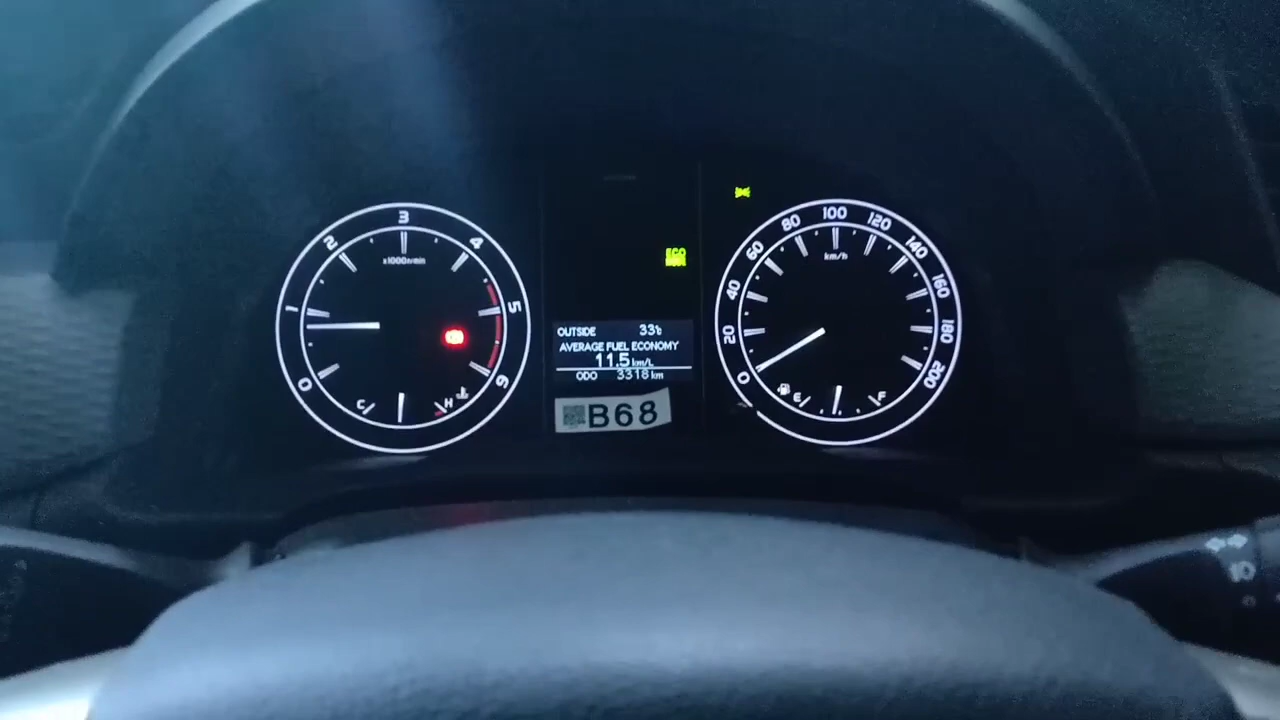 0 1 2 3 4 5 6
x1000r/min
C H
ECO
OUTSIDE 33℃
AVERAGE FUEL ECONOMY
11.5 km/L
ODO 3318 km
B68
0 20 40 60 80 100 120 140 160 180 200
km/h
E F